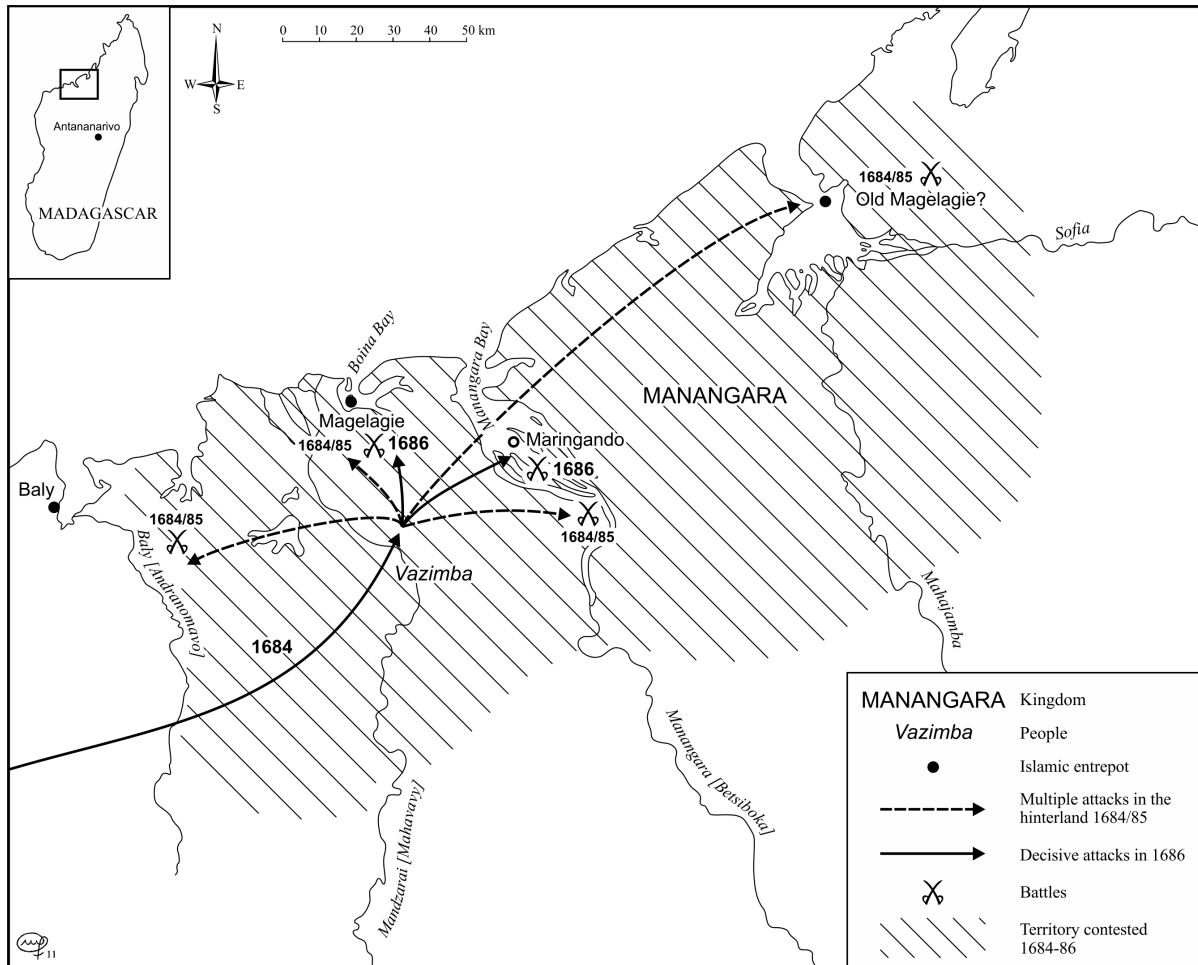 N
W
E
S
0 10 20 30 40 50 km
Antananarivo
MADAGASCAR
1684/85
Old Magelagie?
Sofia
Boina Bay
Manangara Bay
MANANGARA
Magelagie
1684/85
1686
Maringando
1686
Baly
1684/85
1684/85
Baly [Andranomavo]
Vazimba
Mahajamba
1684
Mandzarai [Mahavavy]
Manangara [Betsiboka]
MANANGARA Kingdom
Vazimba People
Islamic entrepot
Multiple attacks in the
hinterland 1684/85
Decisive attacks in 1686
Battles
Territory contested
1684-86
11